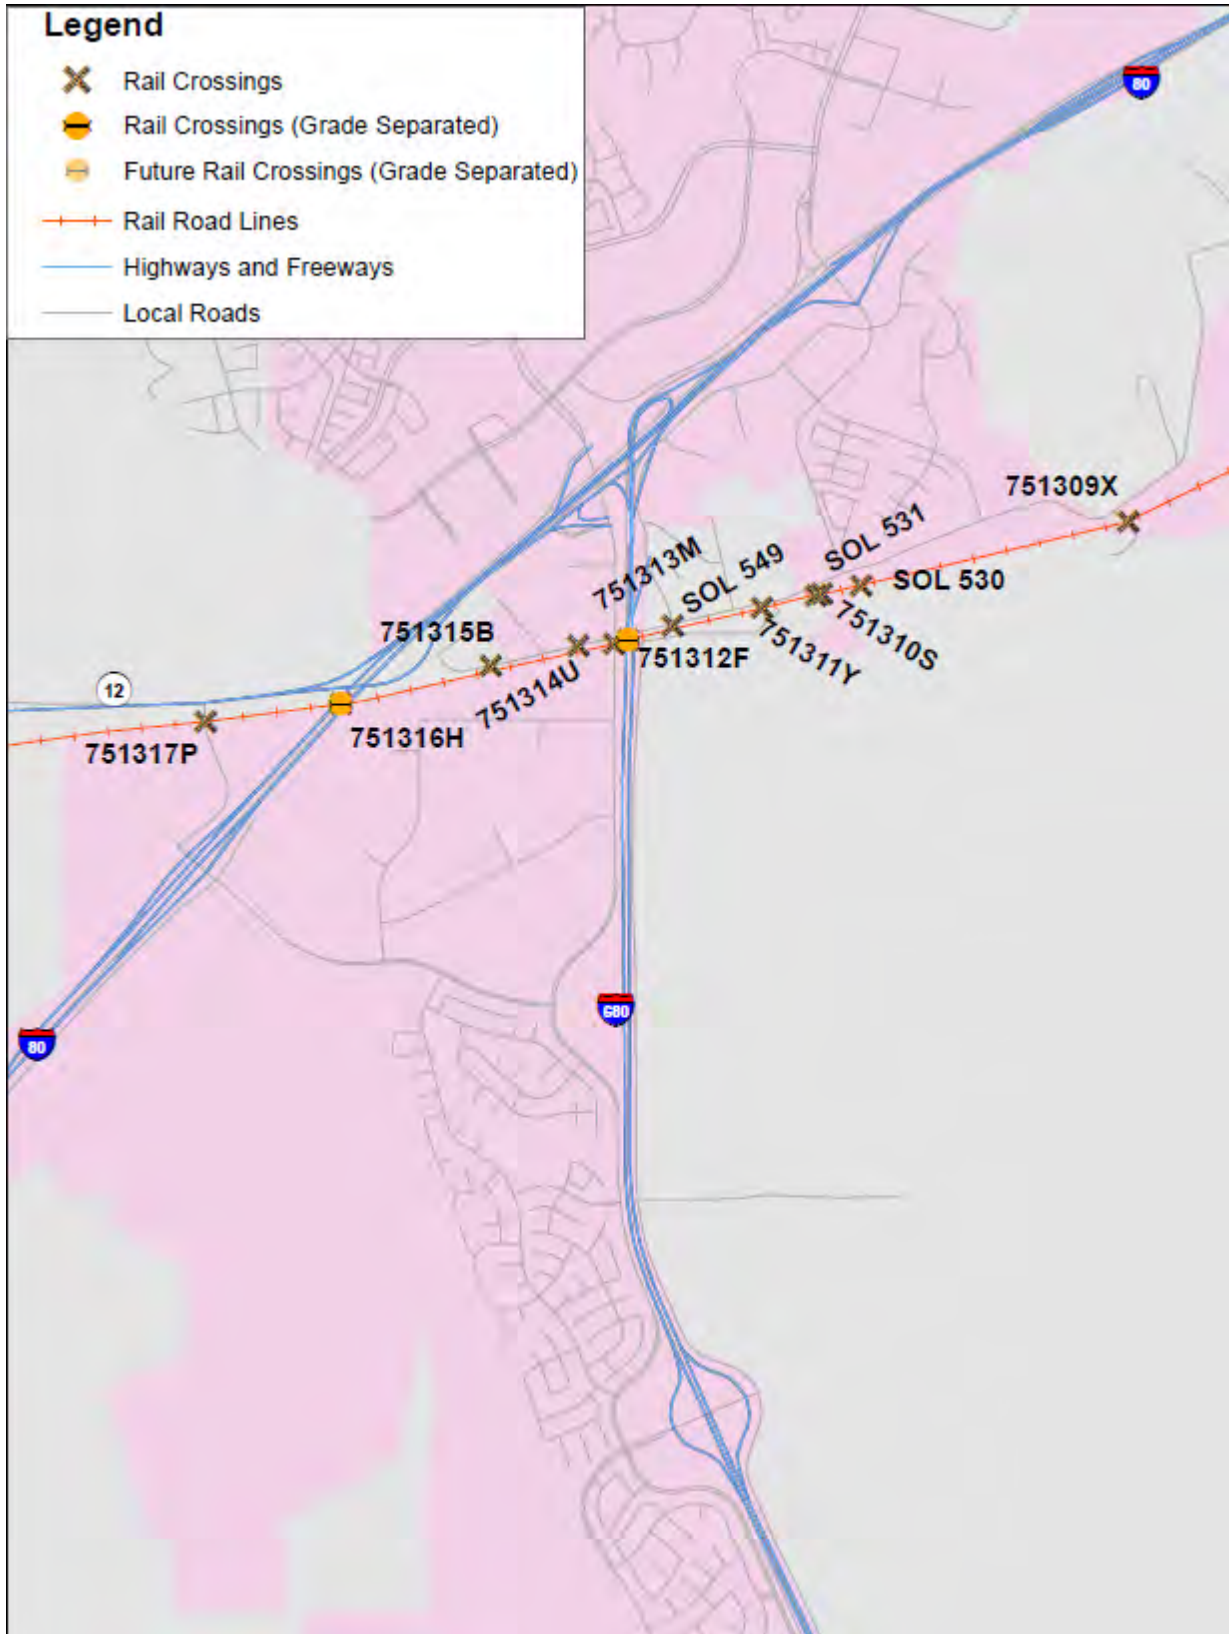 Legend
Rail Crossings
Rail Crossings (Grade Separated)
Future Rail Crossings (Grade Separated)
Rail Road Lines
Highways and Freeways
Local Roads
80
751309X
SOL 531
751313M
SOL 549
SOL 530
751310S
751311Y
751315B
751312F
751314U
12
751316H
751317P
680
80